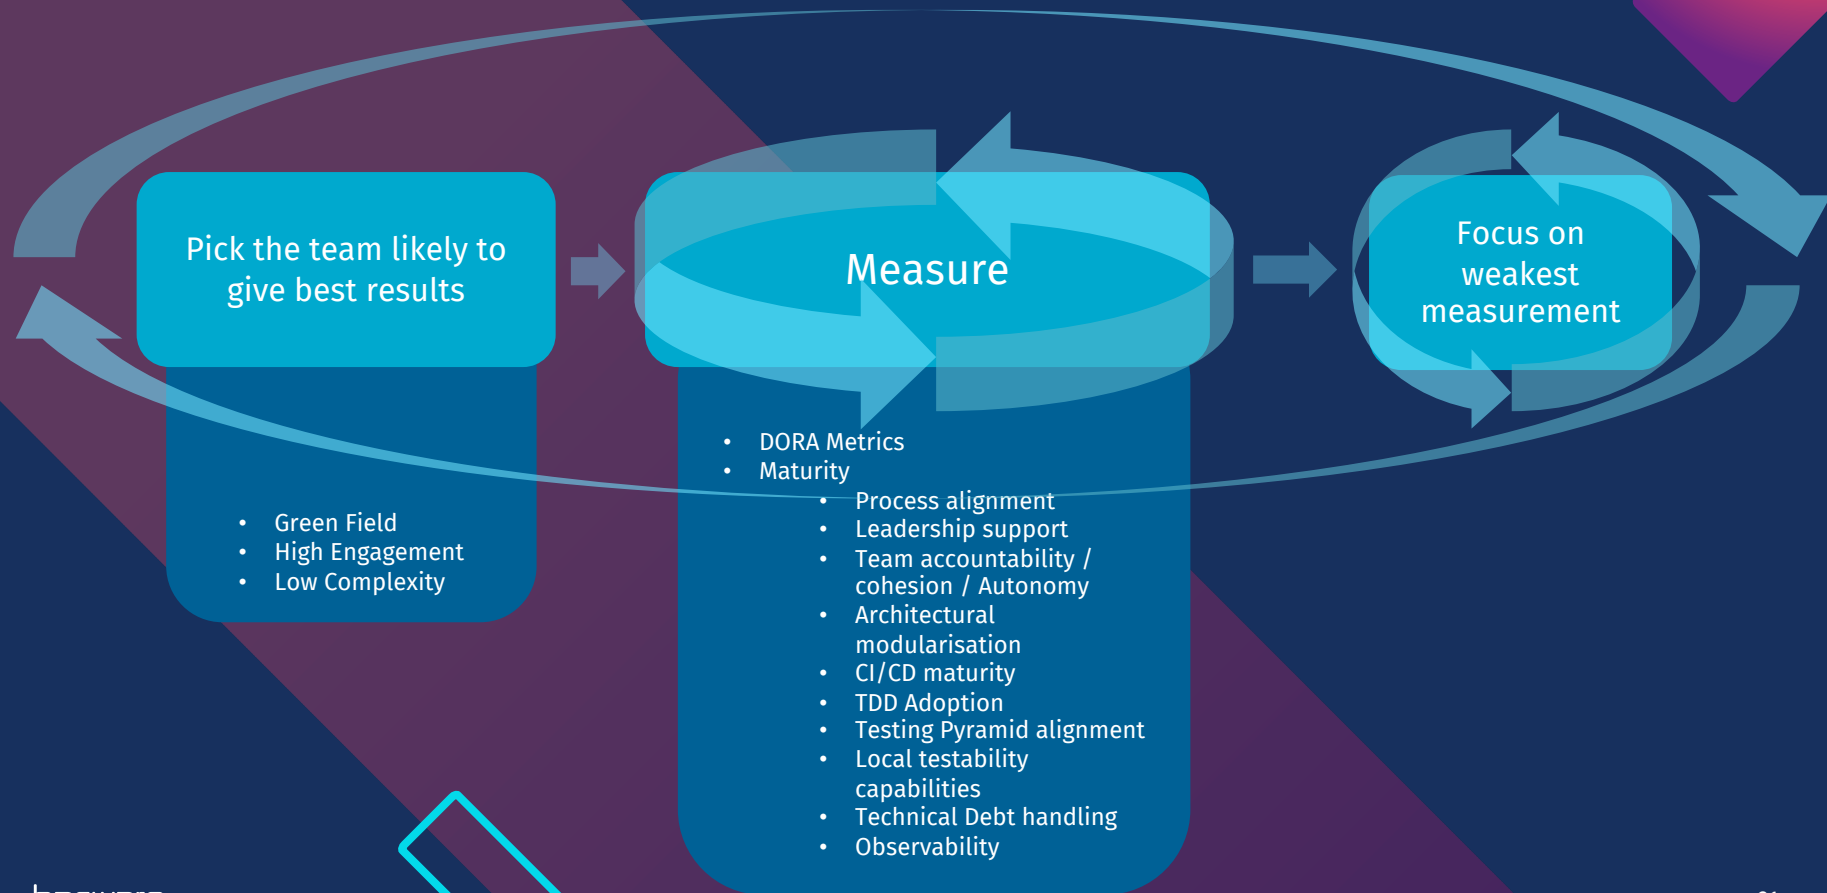 Pick the team likely to
give best results
Measure
Focus on
weakest
measurement
• Green Field
• High Engagement
• Low Complexity
• DORA Metrics
• Maturity
• Process alignment
• Leadership support
• Team accountability /
cohesion / Autonomy
• Architectural
modularisation
• CI/CD maturity
• TDD Adoption
• Testing Pyramid alignment
• Local testability
capabilities
• Technical Debt handling
• Observability